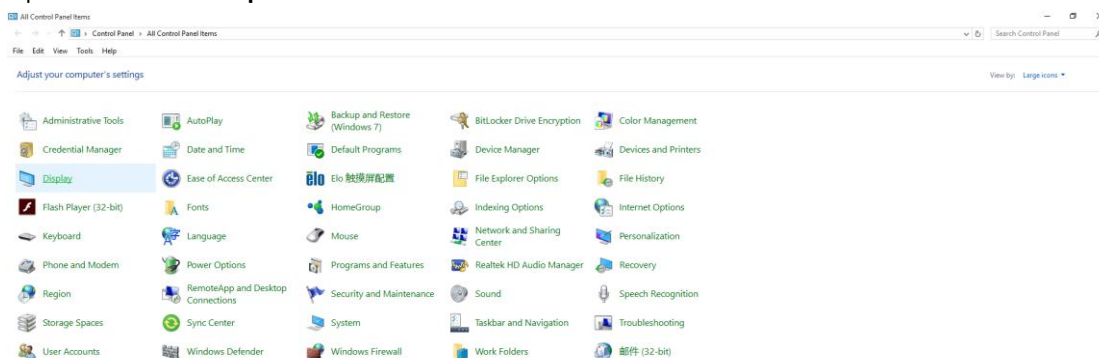 All Control Panel Items
Control Panel › All Control Panel Items
Search Control Panel
File Edit View Tools Help
Adjust your computer's settings
View by: Large icons
Administrative Tools
AutoPlay
Backup and Restore
(Windows 7)
BitLocker Drive Encryption
Color Management
Credential Manager
Date and Time
Default Programs
Device Manager
Devices and Printers
Display
Ease of Access Center
elo Elo 触摸屏配置
File Explorer Options
File History
Flash Player (32-bit)
Fonts
HomeGroup
Indexing Options
Internet Options
Keyboard
Language
Mouse
Network and Sharing
Center
Personalization
Phone and Modem
Power Options
Programs and Features
Realtek HD Audio Manager
Recovery
Region
RemoteApp and Desktop
Connections
Security and Maintenance
Sound
Speech Recognition
Storage Spaces
Sync Center
System
Taskbar and Navigation
Troubleshooting
User Accounts
Windows Defender
Windows Firewall
Work Folders
邮件 (32-bit)